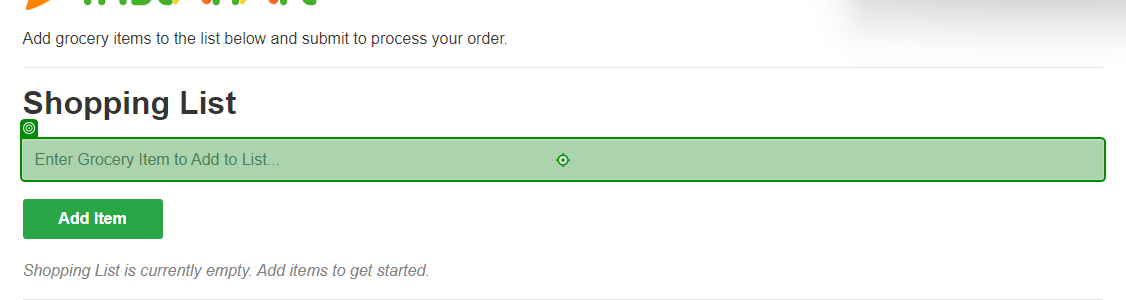 Add grocery items to the list below and submit to process your order.
Shopping List
Enter Grocery Item to Add to List...
Add Item
Shopping List is currently empty. Add items to get started.